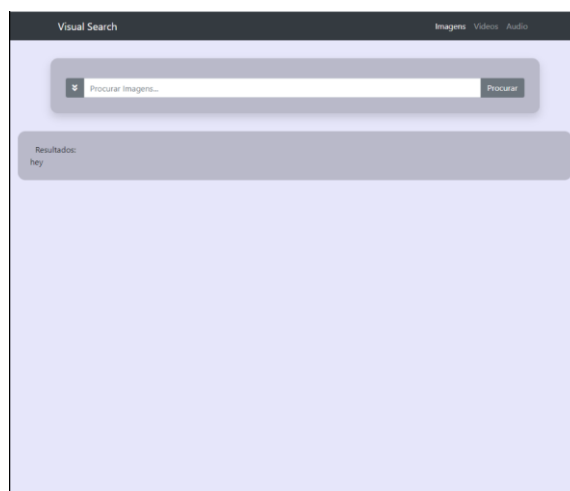 Visual Search
Imagens Videos Audio
Procurar Imagens...
Procurar
Resultados:
hey